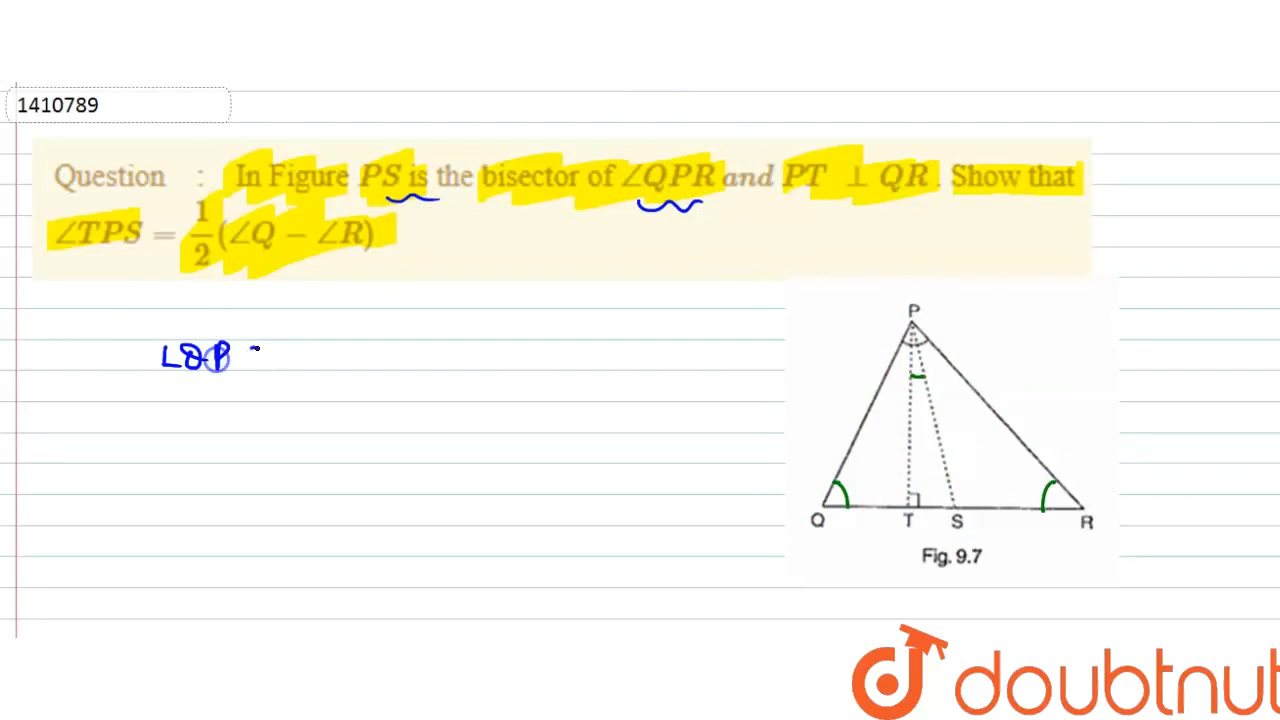 1410789
Question : In Figure PS is the bisector of ∠QPR and PT ⊥ QR. Show that
∠TPS = 1/2 (∠Q − ∠R)
P
Q T S R
Fig. 9.7
doubtnut